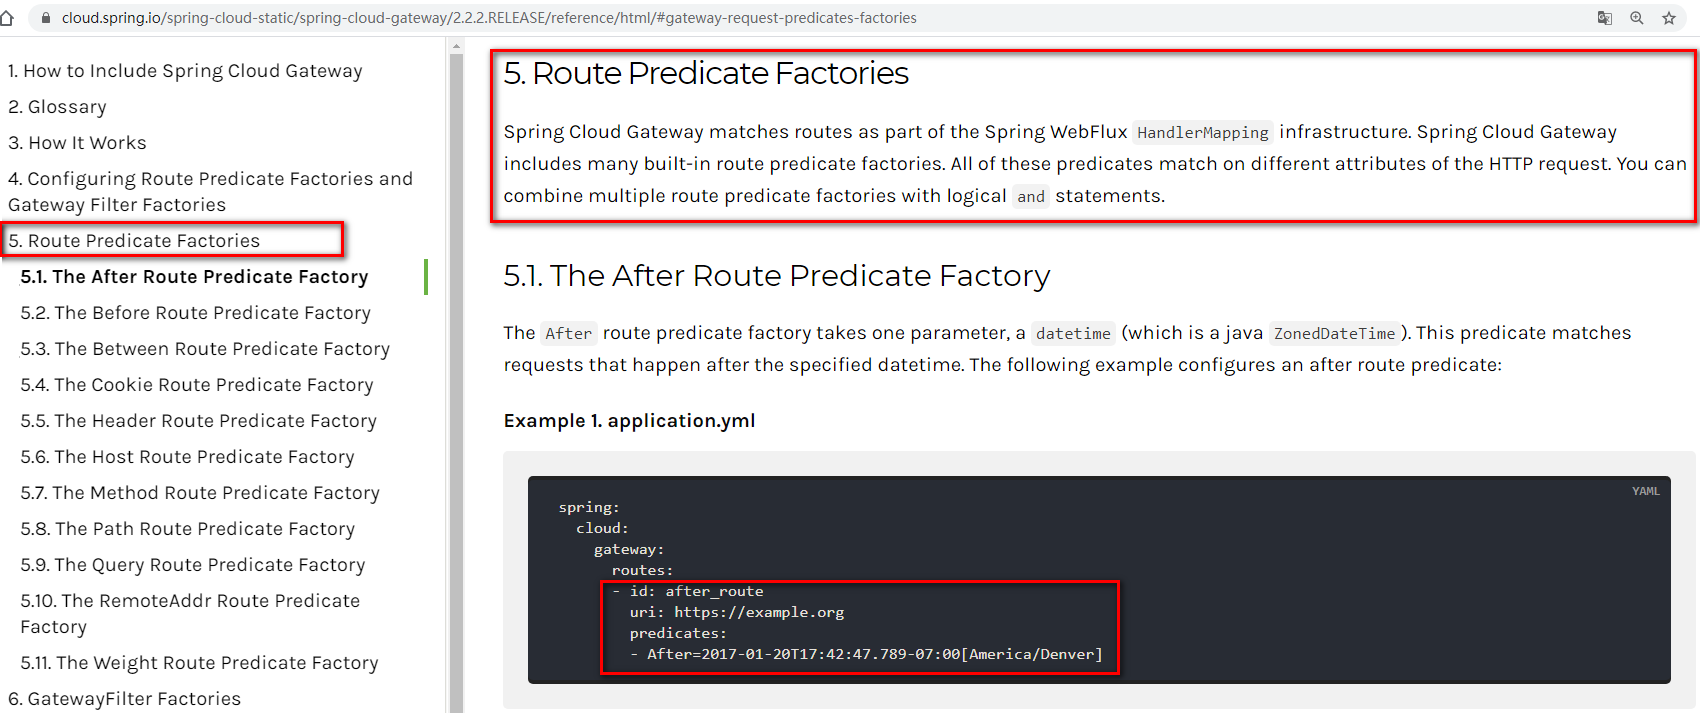 cloud.spring.io/spring-cloud-static/spring-cloud-gateway/2.2.2.RELEASE/reference/html/#gateway-request-predicates-factories
1. How to Include Spring Cloud Gateway
2. Glossary
3. How It Works
4. Configuring Route Predicate Factories and
Gateway Filter Factories
5. Route Predicate Factories
5.1. The After Route Predicate Factory
5.2. The Before Route Predicate Factory
5.3. The Between Route Predicate Factory
5.4. The Cookie Route Predicate Factory
5.5. The Header Route Predicate Factory
5.6. The Host Route Predicate Factory
5.7. The Method Route Predicate Factory
5.8. The Path Route Predicate Factory
5.9. The Query Route Predicate Factory
5.10. The RemoteAddr Route Predicate
Factory
5.11. The Weight Route Predicate Factory
6. GatewayFilter Factories
5. Route Predicate Factories
Spring Cloud Gateway matches routes as part of the Spring WebFlux HandlerMapping infrastructure. Spring Cloud Gateway
includes many built-in route predicate factories. All of these predicates match on different attributes of the HTTP request. You can
combine multiple route predicate factories with logical and statements.
5.1. The After Route Predicate Factory
The After route predicate factory takes one parameter, a datetime (which is a java ZonedDateTime). This predicate matches
requests that happen after the specified datetime. The following example configures an after route predicate:
Example 1. application.yml
YAML
spring:
cloud:
gateway:
routes:
- id: after_route
uri: https://example.org
predicates:
- After=2017-01-20T17:42:47.789-07:00[America/Denver]